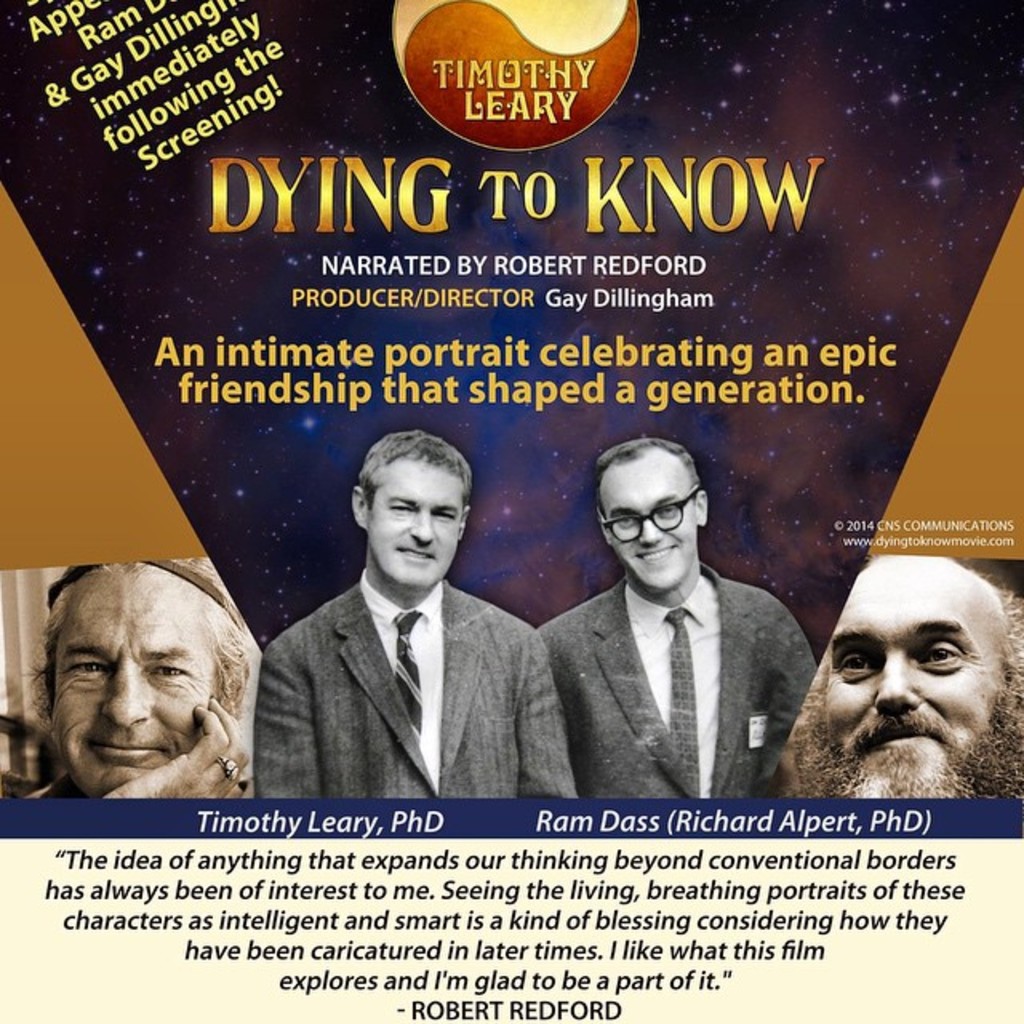 Ram
& Gay
immediately
following the
Screening!
TIMOTHY
LEARY
DYING TO KNOW
NARRATED BY ROBERT REDFORD
PRODUCER/DIRECTOR Gay Dillingham
An intimate portrait celebrating an epic
friendship that shaped a generation.
© 2014 CNS COMMUNICATIONS
www.dyingtoknowmovie.com
Timothy Leary, PhD Ram Dass (Richard Alpert, PhD)
“The idea of anything that expands our thinking beyond conventional borders
has always been of interest to me. Seeing the living, breathing portraits of these
characters as intelligent and smart is a kind of blessing considering how they
have been caricatured in later times. I like what this film
explores and I'm glad to be a part of it."
- ROBERT REDFORD